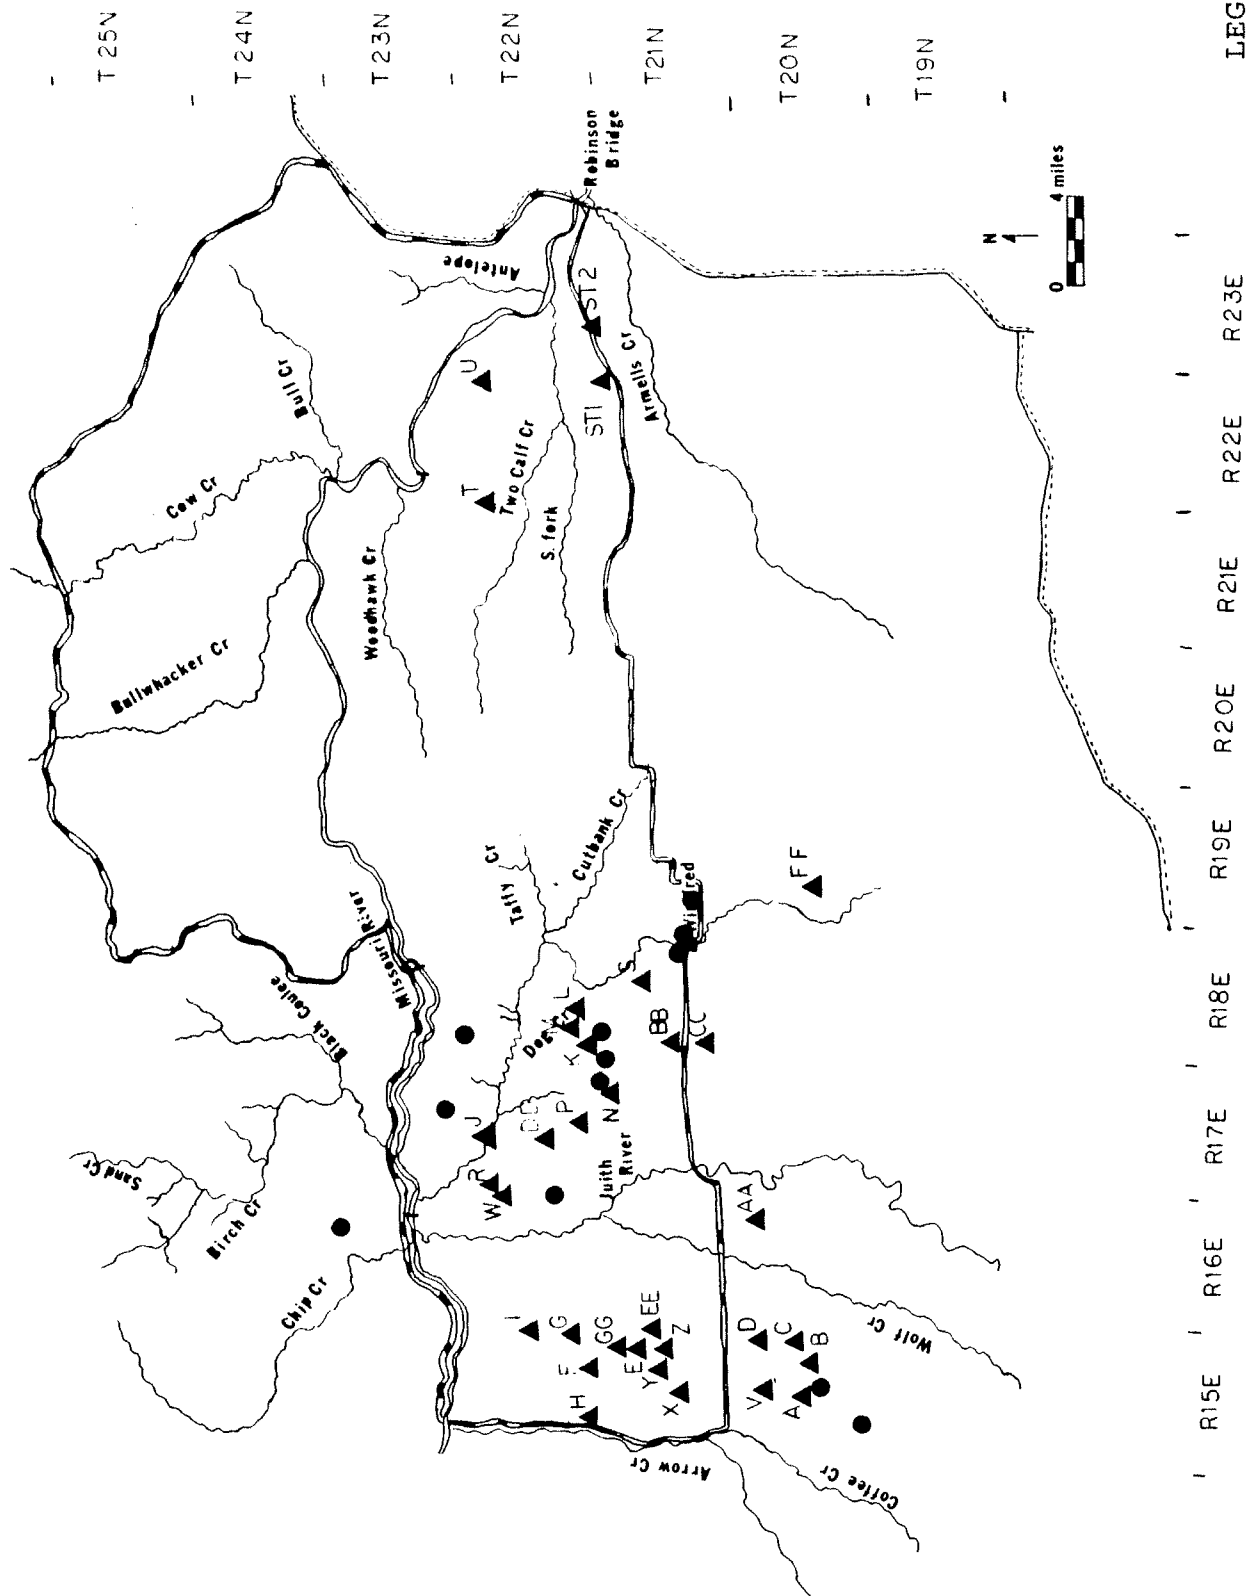 T 25N
T 24N
T 23N
T 22N
T 21N
T 20N
T 19N
LEG
Robinson
Bridge
N
0
4 miles
Antelope
Bull Cr
Cow Cr
Bullwhacker Cr
Woodhawk Cr
Two Calf Cr
S. fork
Armells Cr
U
T
ST1
ST2
Taffy Cr
Cutbank Cr
Missouri River
Black Coulee
Sand Cr
Birch Cr
Chip Cr
Dog Cr
L
K
S
BB
CC
FF
J
P
N
R
W
Juith
River
AA
I
G
GG
F
E
EE
Z
Y
X
H
D
C
B
V
A
Wolf Cr
Arrow Cr
Coffee Cr
R15E
R16E
R17E
R18E
R19E
R20E
R21E
R22E
R23E